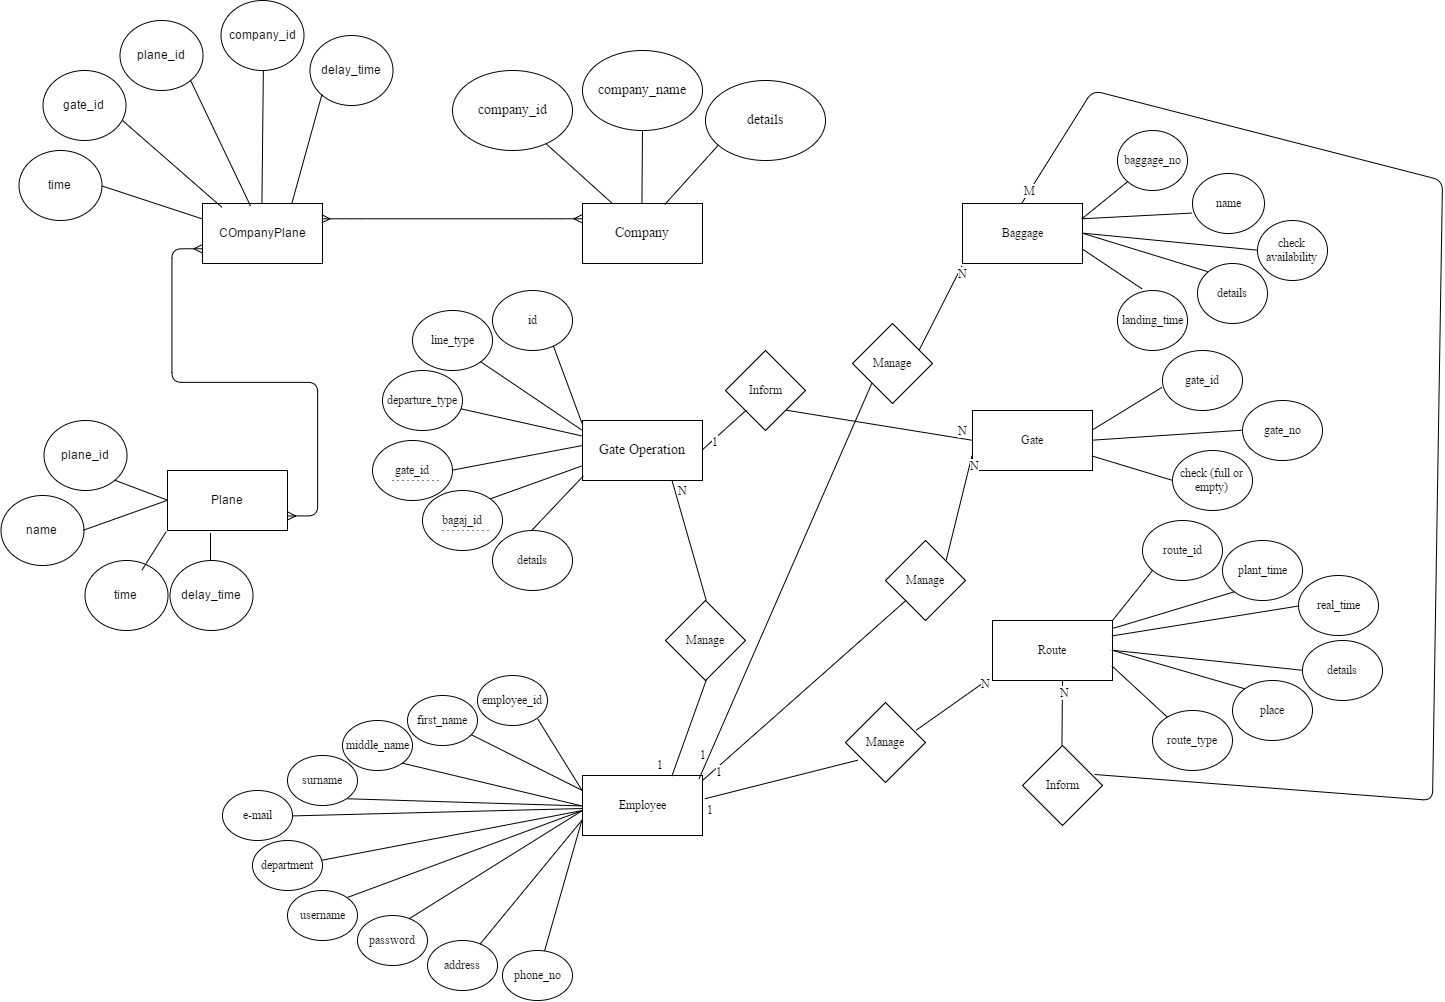 company_id
plane_id
delay_time
gate_id
time
COmpanyPlane
company_id
company_name
details
Company
baggage_no
name
check
availability
details
landing_time
M
Baggage
N
Manage
id
line_type
departure_type
gate_id
bagaj_id
details
Gate Operation
1
N
Inform
N
N
Gate
gate_id
gate_no
check (full or
empty)
plane_id
name
time
delay_time
Plane
Manage
Manage
route_id
plant_time
real_time
details
place
route_type
Route
N
N
Manage
Inform
employee_id
first_name
middle_name
surname
e-mail
department
username
password
address
phone_no
Employee
1
1
1
1